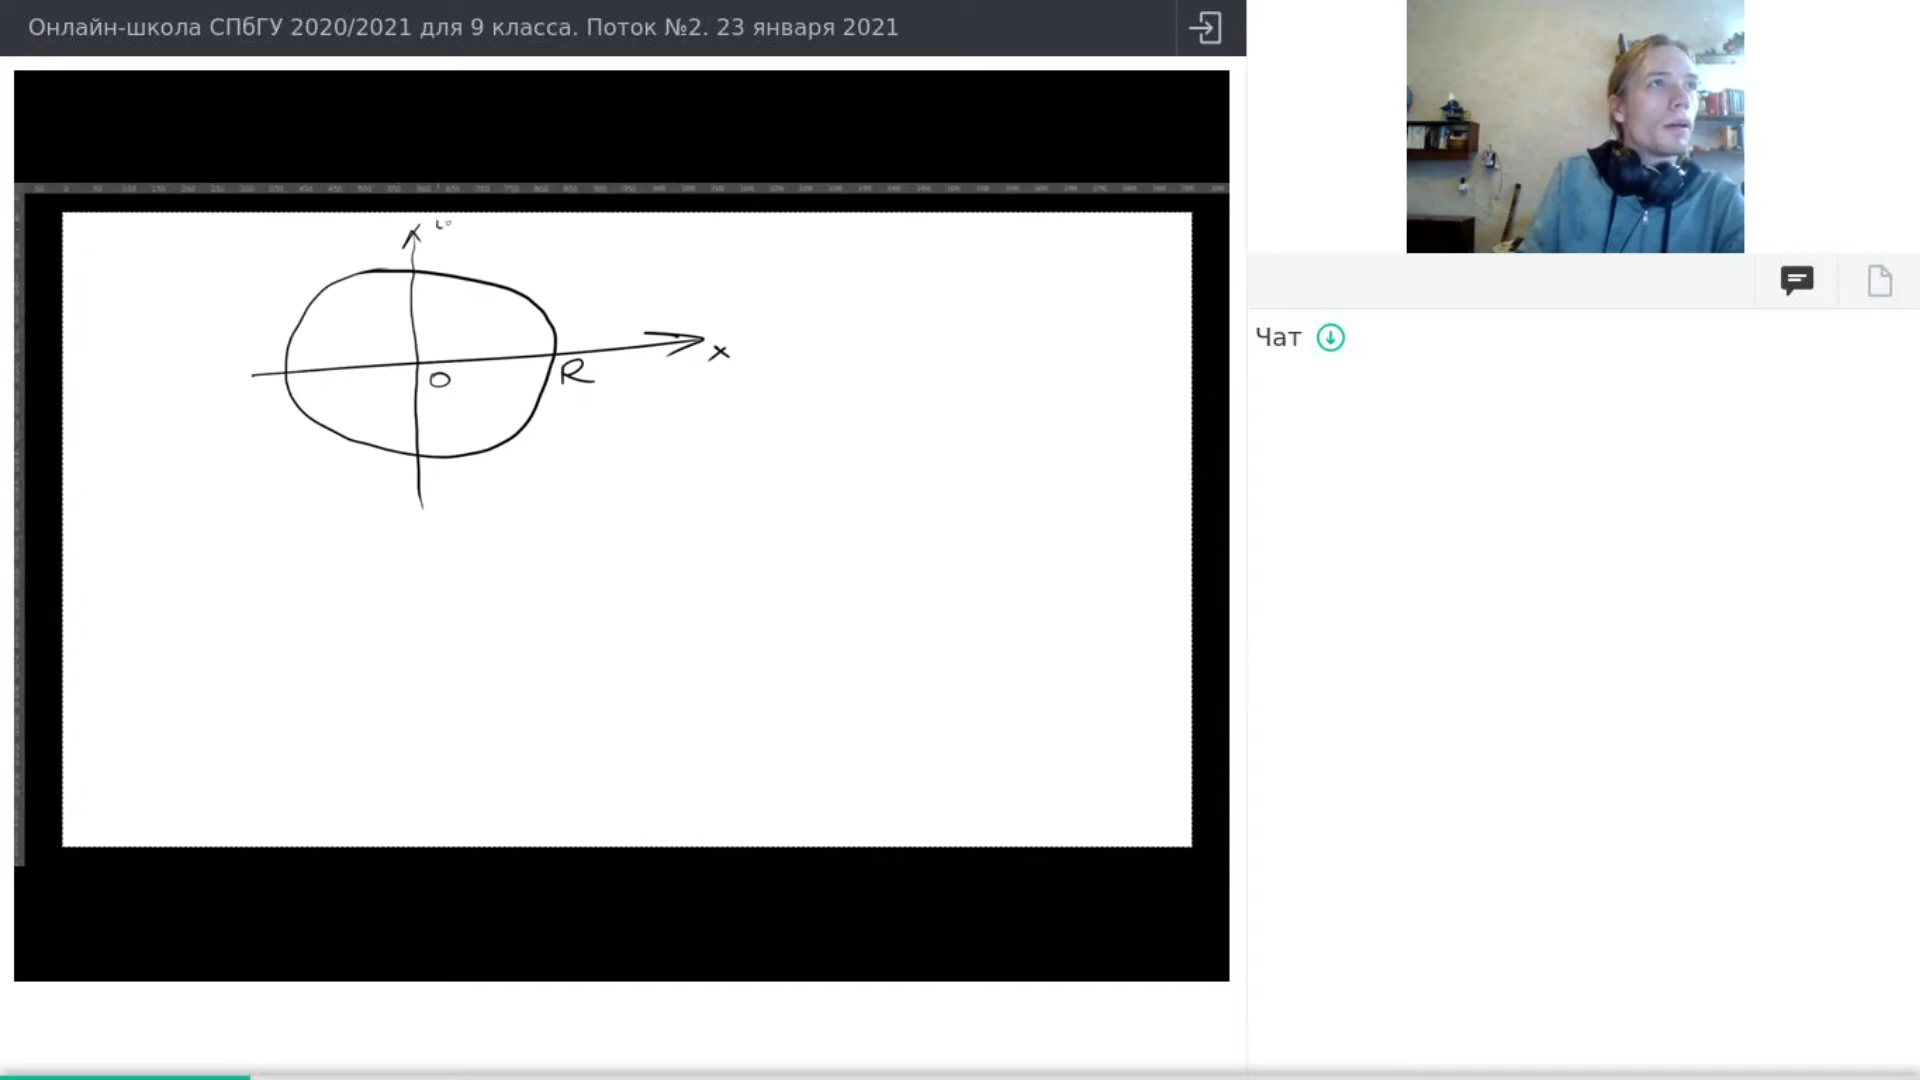 Онлайн-школа СПбГУ 2020/2021 для 9 класса. Поток №2. 23 января 2021
x
O
R
Чат